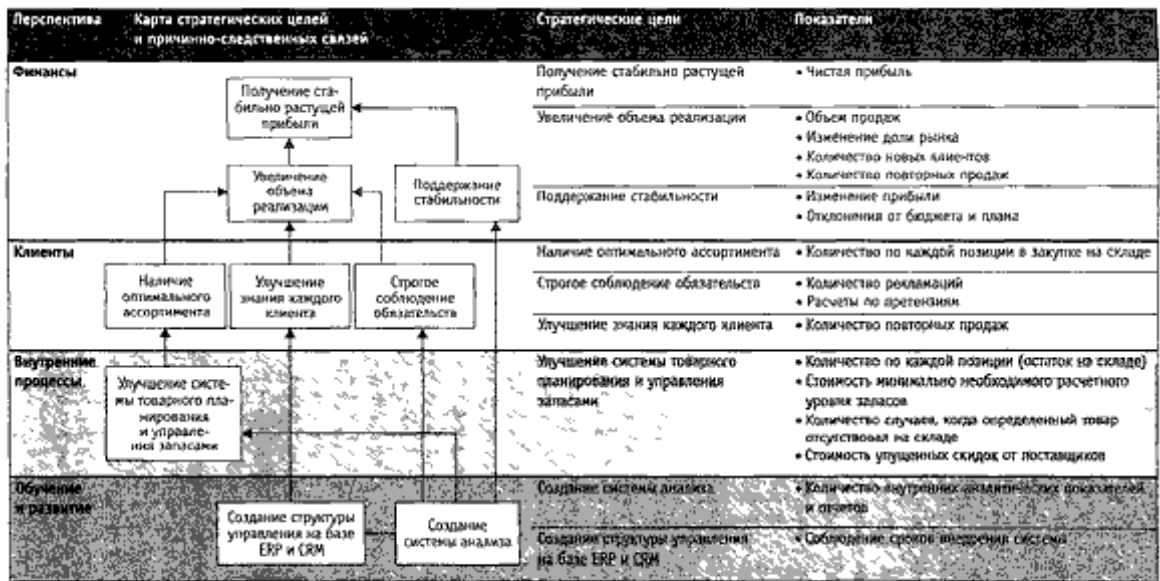 Перспектива
Карта стратегических целей
и причинно-следственных связей
Стратегические цели
Показатели
Финансы
Получение ста-
бильно растущей
прибыли
Увеличение
объема
реализации
Поддержание
стабильности
Получение стабильно растущей
прибыли
• Чистая прибыль
Увеличение объема реализации
• Объем продаж
• Изменение доли рынка
• Количество новых клиентов
• Количество повторных продаж
Поддержание стабильности
• Изменение прибыли
• Отклонения от бюджета и плана
Клиенты
Наличие
оптимального
ассортимента
Улучшение
знания каждого
клиента
Строгое
соблюдение
обязательств
Наличие оптимального ассортимента
• Количество по каждой позиции в закупке на складе
Строгое соблюдение обязательств
• Количество рекламаций
• Расчеты по претензиям
Улучшение знания каждого клиента
• Количество повторных продаж
Внутренние
процессы
Улучшение систе-
мы товарного пла-
нирования
и управле-
ния запасами
Улучшение системы товарного
планирования и управления
запасами
• Количество по каждой позиции (остаток на складе)
• Стоимость минимально необходимого расчетного
уровня запасов
• Количество случаев, когда определенный товар
отсутствовал на складе
• Стоимость упущенных скидок от поставщиков
Обучение
и развитие
Создание структуры
управления на базе
ERP и CRM
Создание
системы анализа
Создание системы анализа
• Количество внутренних аналитических показателей
и отчетов
Создание структуры управления
на базе ERP и CRM
• Соблюдение сроков внедрения системы